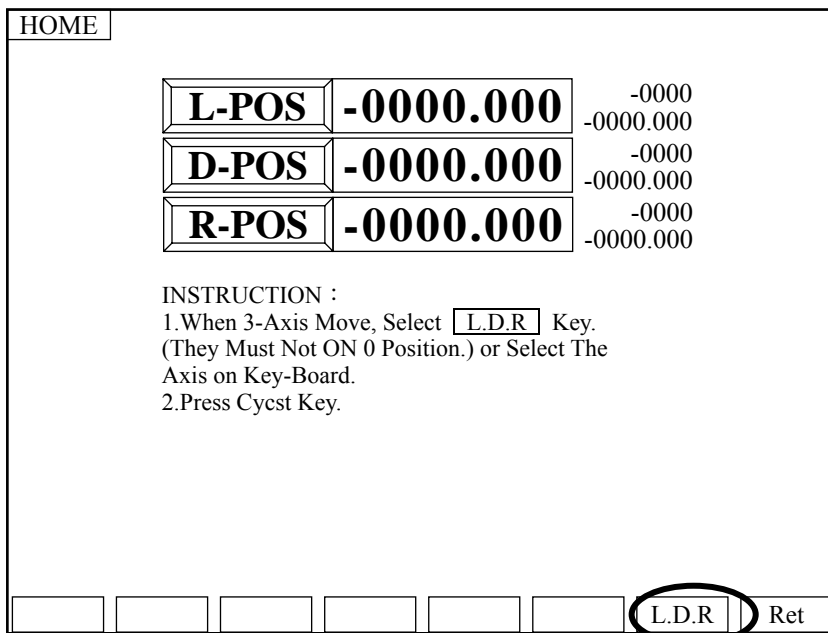 HOME
L-POS -0000.000 -0000
-0000.000
D-POS -0000.000 -0000
-0000.000
R-POS -0000.000 -0000
-0000.000
INSTRUCTION：
1.When 3-Axis Move, Select L.D.R Key.
(They Must Not ON 0 Position.) or Select The
Axis on Key-Board.
2.Press Cycst Key.
L.D.R Ret